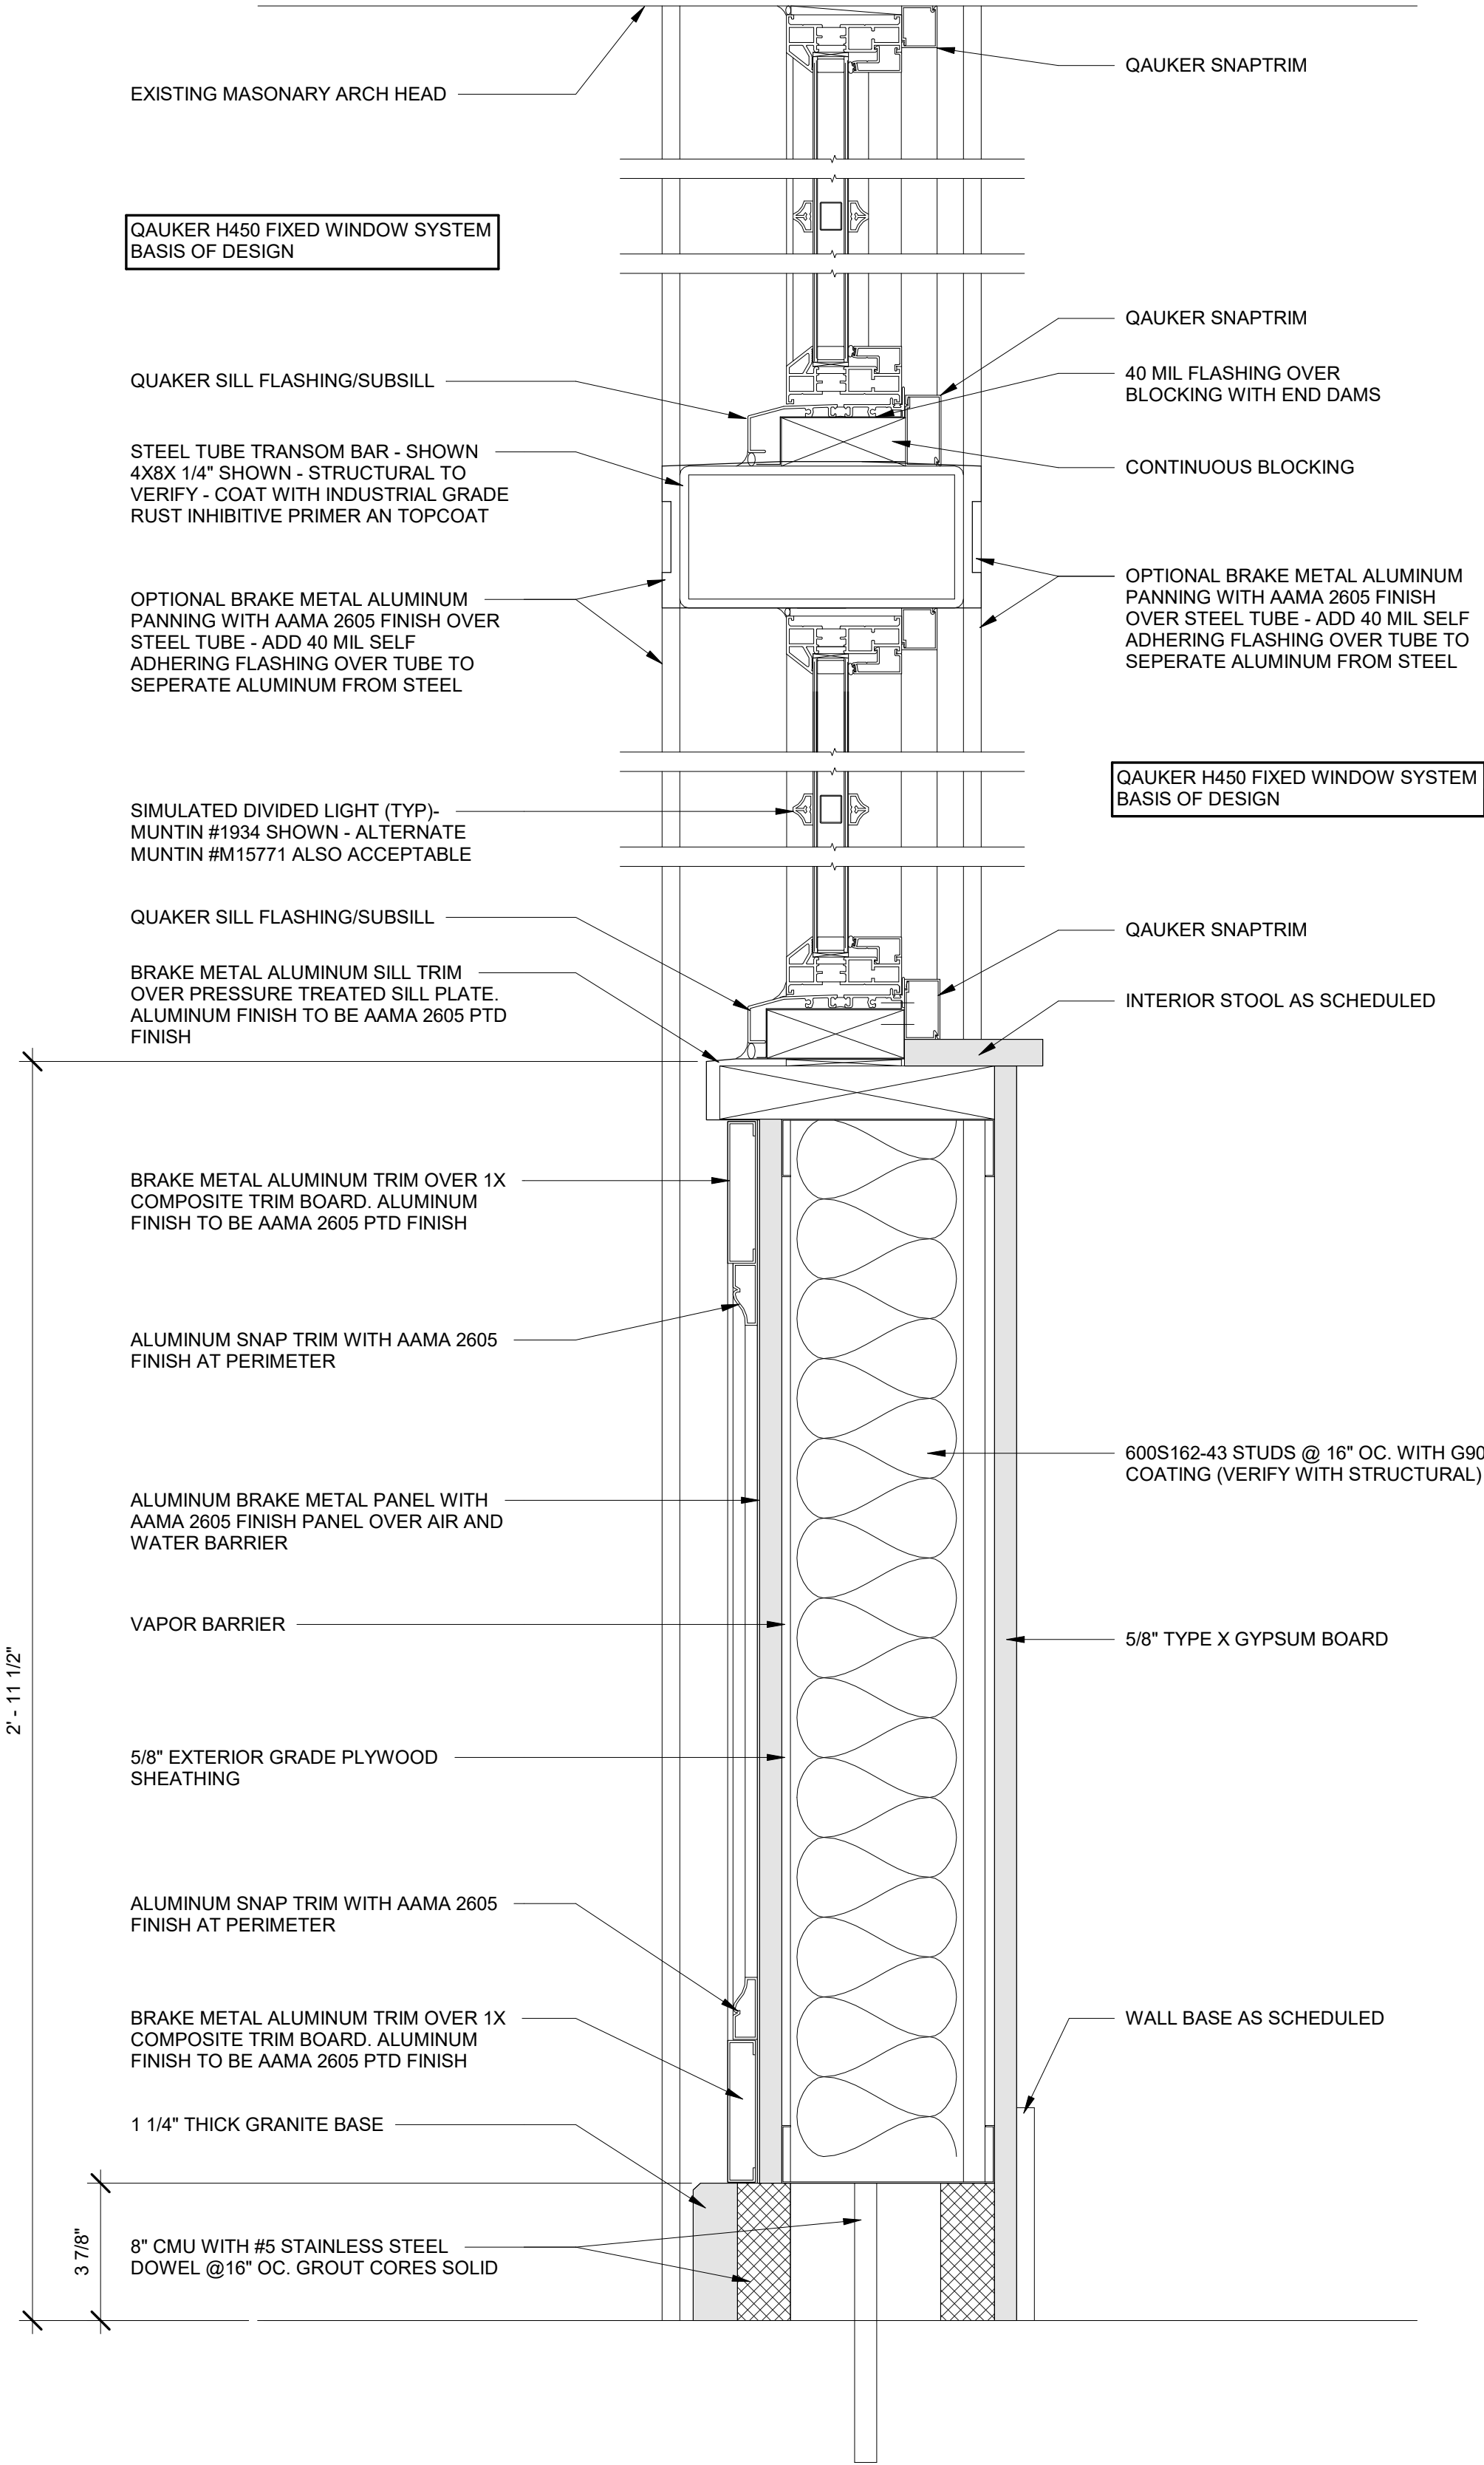 EXISTING MASONARY ARCH HEAD
QAUKER SNAPTRIM
QAUKER H450 FIXED WINDOW SYSTEM
BASIS OF DESIGN
QAUKER SNAPTRIM
QUAKER SILL FLASHING/SUBSILL
40 MIL FLASHING OVER
BLOCKING WITH END DAMS
STEEL TUBE TRANSOM BAR - SHOWN
4X8X 1/4" SHOWN - STRUCTURAL TO
VERIFY - COAT WITH INDUSTRIAL GRADE
RUST INHIBITIVE PRIMER AN TOPCOAT
CONTINUOUS BLOCKING
OPTIONAL BRAKE METAL ALUMINUM
PANNING WITH AAMA 2605 FINISH OVER
STEEL TUBE - ADD 40 MIL SELF
ADHERING FLASHING OVER TUBE TO
SEPERATE ALUMINUM FROM STEEL
OPTIONAL BRAKE METAL ALUMINUM
PANNING WITH AAMA 2605 FINISH
OVER STEEL TUBE - ADD 40 MIL SELF
ADHERING FLASHING OVER TUBE TO
SEPERATE ALUMINUM FROM STEEL
QAUKER H450 FIXED WINDOW SYSTEM
BASIS OF DESIGN
SIMULATED DIVIDED LIGHT (TYP)-
MUNTIN #1934 SHOWN - ALTERNATE
MUNTIN #M15771 ALSO ACCEPTABLE
QUAKER SILL FLASHING/SUBSILL
QAUKER SNAPTRIM
BRAKE METAL ALUMINUM SILL TRIM
OVER PRESSURE TREATED SILL PLATE.
ALUMINUM FINISH TO BE AAMA 2605 PTD
FINISH
INTERIOR STOOL AS SCHEDULED
BRAKE METAL ALUMINUM TRIM OVER 1X
COMPOSITE TRIM BOARD. ALUMINUM
FINISH TO BE AAMA 2605 PTD FINISH
ALUMINUM SNAP TRIM WITH AAMA 2605
FINISH AT PERIMETER
600S162-43 STUDS @ 16" OC. WITH G90
COATING (VERIFY WITH STRUCTURAL)
ALUMINUM BRAKE METAL PANEL WITH
AAMA 2605 FINISH PANEL OVER AIR AND
WATER BARRIER
VAPOR BARRIER
5/8" TYPE X GYPSUM BOARD
2' - 11 1/2"
5/8" EXTERIOR GRADE PLYWOOD
SHEATHING
ALUMINUM SNAP TRIM WITH AAMA 2605
FINISH AT PERIMETER
BRAKE METAL ALUMINUM TRIM OVER 1X
COMPOSITE TRIM BOARD. ALUMINUM
FINISH TO BE AAMA 2605 PTD FINISH
WALL BASE AS SCHEDULED
1 1/4" THICK GRANITE BASE
3 7/8"
8" CMU WITH #5 STAINLESS STEEL
DOWEL @16" OC. GROUT CORES SOLID